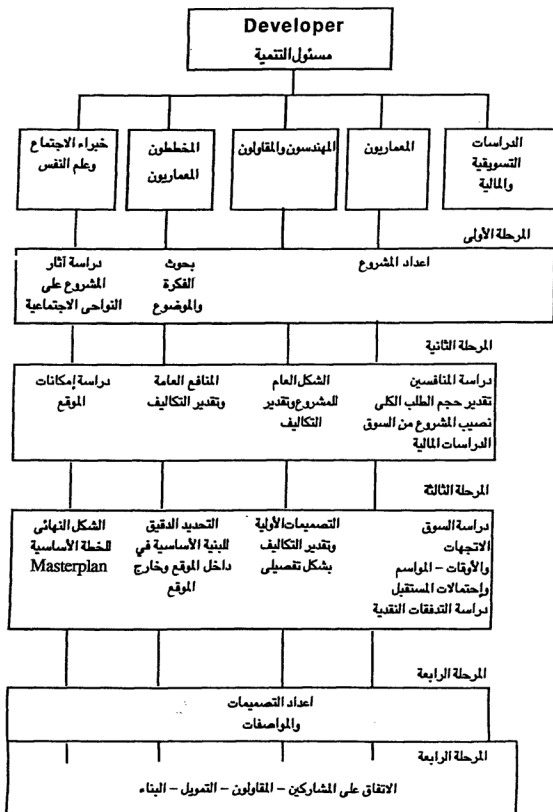 Developer
مسئول التنمية
الدراسات
التسويقية
والمالية
المعماريون
المهندسون والمقاولون
المخططون
المعماريون
خبراء الاجتماع
وعلم النفس
المرحلة الأولى
اعداد المشروع
بحوث
الفكرة
والموضوع
دراسة آثار
المشروع على
النواحى الاجتماعية
المرحلة الثانية
دراسة المنافسين
تقدير حجم الطلب الكلى
نصيب المشروع من السوق
الدراسات المالية
الشكل العام
للمشروع وتقدير
التكاليف
المنافع العامة
وتقدير التكاليف
دراسة إمكانات
الموقع
المرحلة الثالثة
دراسة السوق
الاتجهات
والأوقات – المواسم
وإحتمالات المستقبل
دراسة التدفقات النقدية
التصميمات الأولية
وتقدير التكاليف
بشكل تفصيلى
التحديد الدقيق
للبنية الأساسية في
داخل الموقع وخارج
الموقع
الشكل النهائى
للخطة الأساسية
Masterplan
المرحلة الرابعة
اعداد التصميمات
والمواصفات
المرحلة الرابعة
الاتفاق على المشاركين – المقاولون – التمويل – البناء